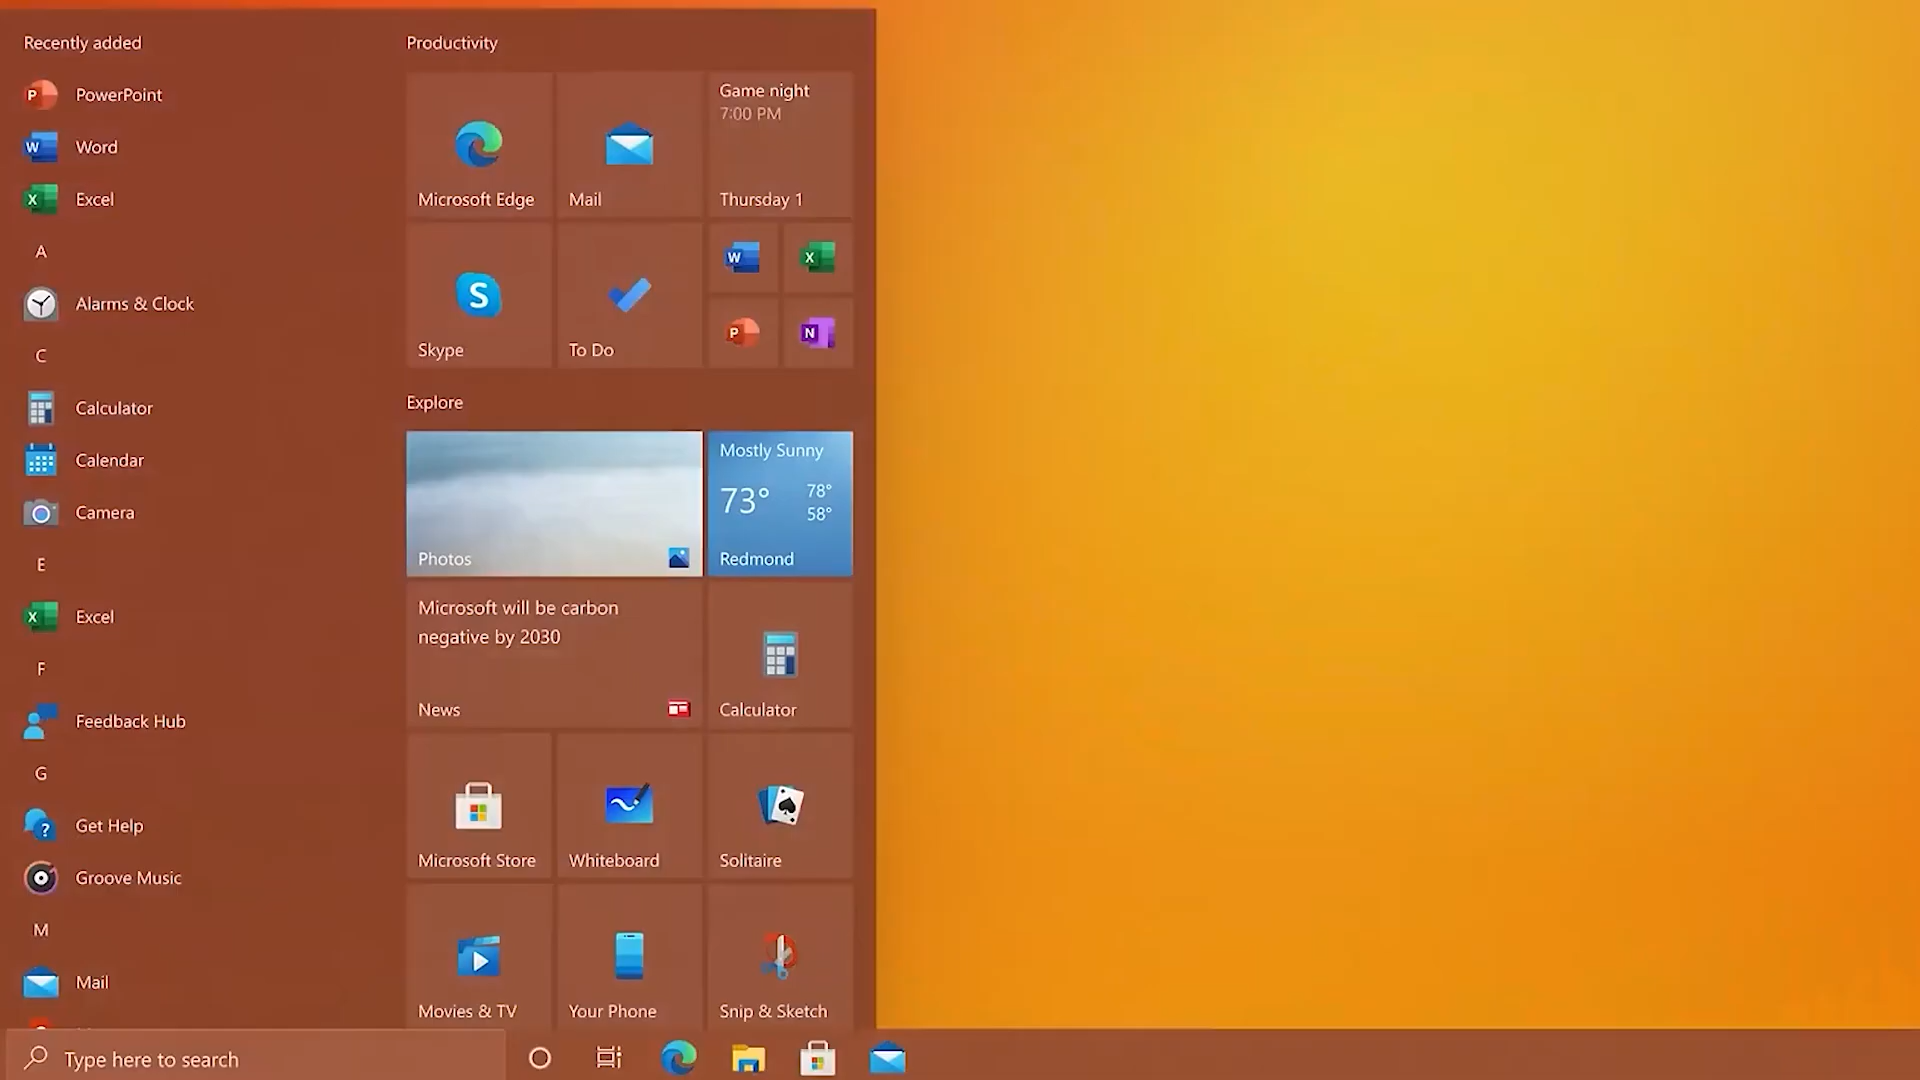 Recently added
PowerPoint
Word
Excel
A
Alarms & Clock
C
Calculator
Calendar
Camera
E
Excel
F
Feedback Hub
G
Get Help
Groove Music
M
Mail
Productivity
Microsoft Edge
Mail
Game night
7:00 PM
Thursday 1
Skype
To Do
Explore
Photos
Mostly Sunny
73°
78°
58°
Redmond
Microsoft will be carbon
negative by 2030
News
Calculator
Microsoft Store
Whiteboard
Solitaire
Movies & TV
Your Phone
Snip & Sketch
Type here to search